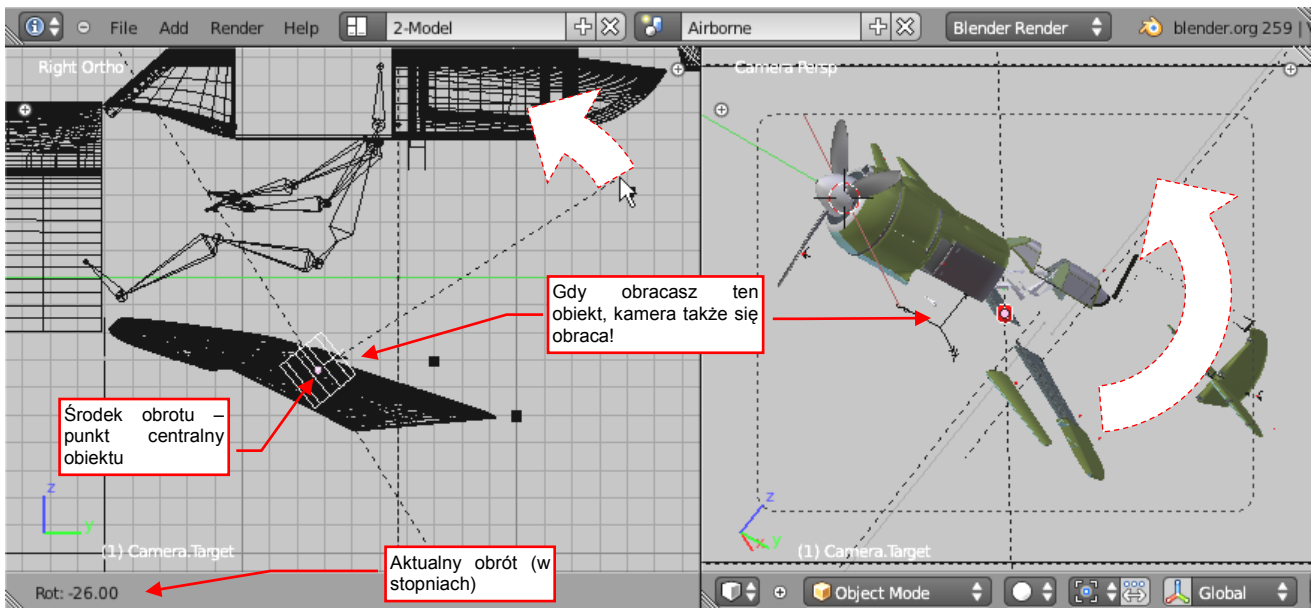 File Add Render Help 2-Model Airborne Blender Render blender.org 259
Right Ortho
Camera Persp
Gdy obracasz ten
obiekt, kamera także się
obraca!
Środek obrotu –
punkt centralny
obiektu
z
y
(1) Camera.Target
z
x
y
(1) Camera.Target
Aktualny obrót (w
stopniach)
Rot: -26.00
Object Mode Global